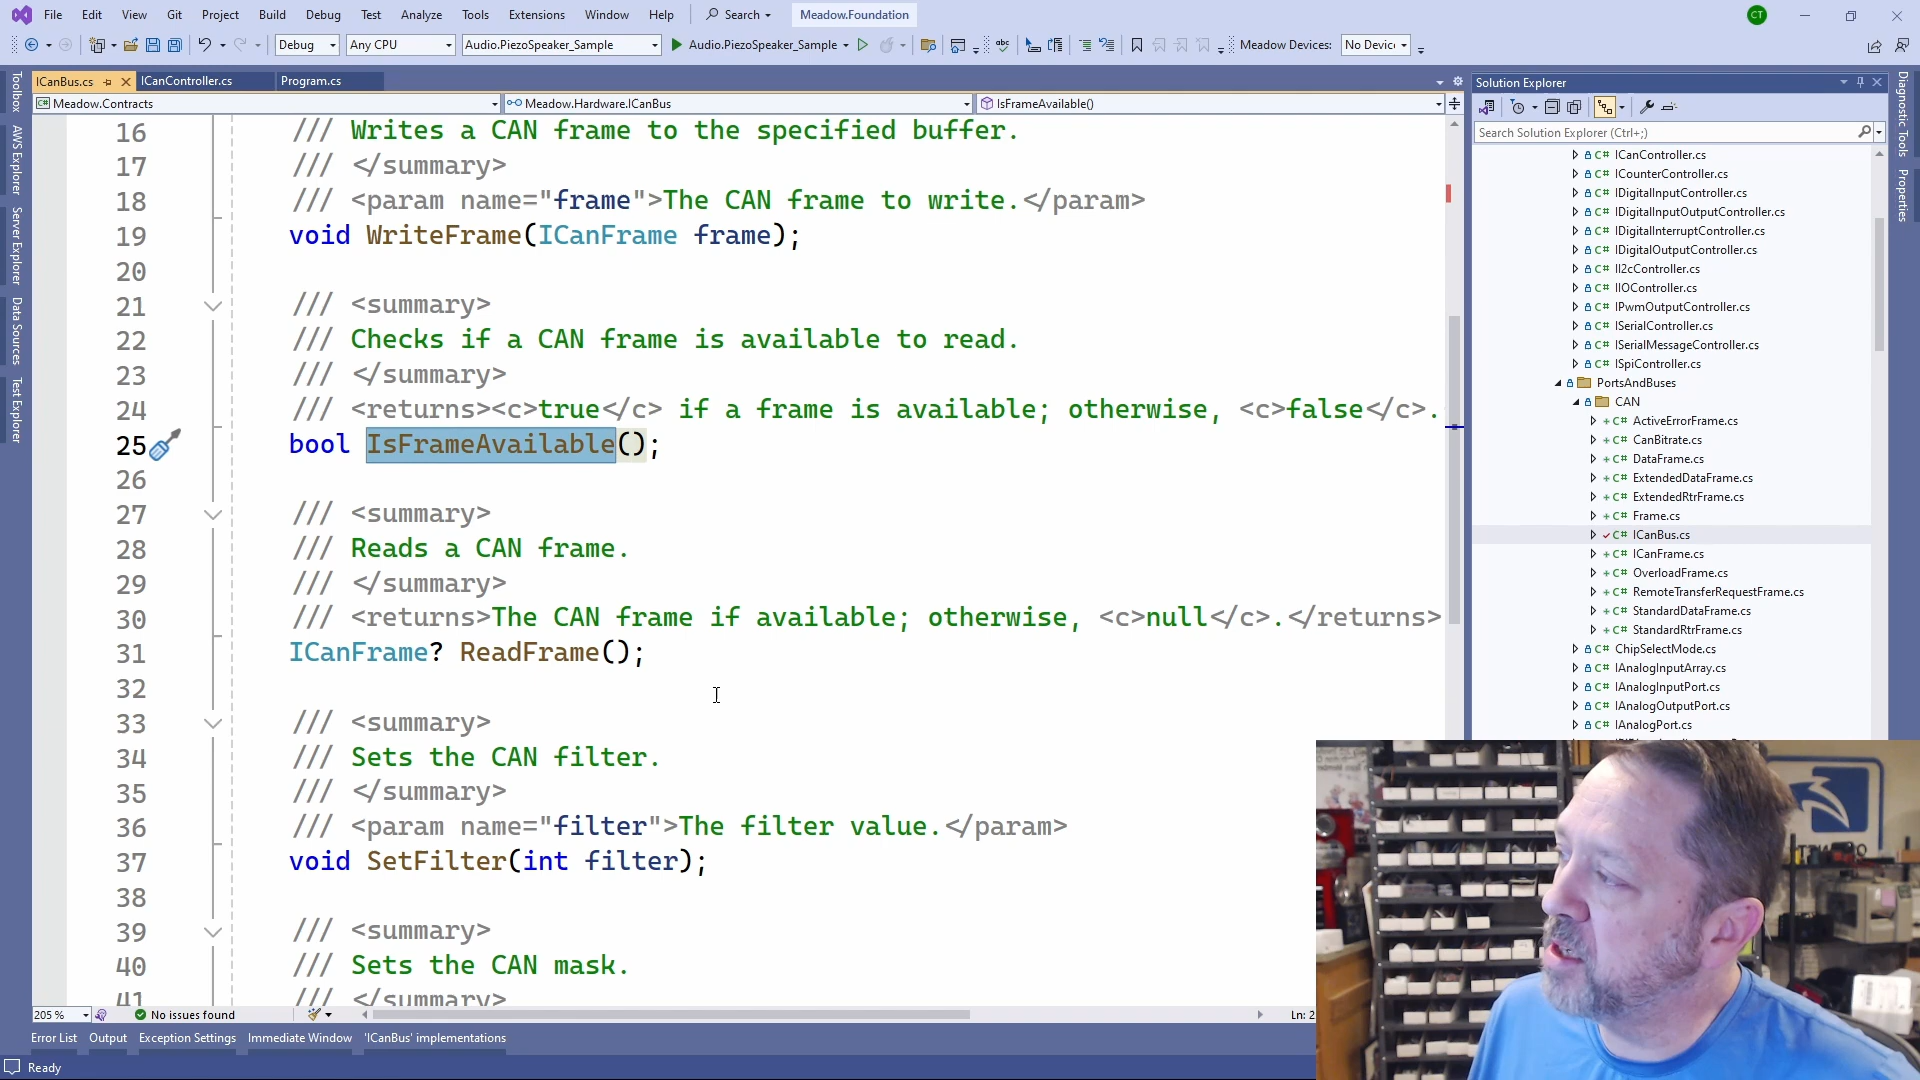 File Edit View Git Project Build Debug Test Analyze Tools Extensions Window Help Search Meadow.Foundation CT
Debug Any CPU Audio.PiezoSpeaker_Sample Audio.PiezoSpeaker_Sample Meadow Devices: No Devic
ICanBus.cs ICanController.cs Program.cs
Meadow.Contracts Meadow.Hardware.ICanBus IsFrameAvailable()
Toolbox
AWS Explorer
Server Explorer
Data Sources
Test Explorer
16 /// Writes a CAN frame to the specified buffer.
17 /// </summary>
18 /// <param name="frame">The CAN frame to write.</param>
19 void WriteFrame(ICanFrame frame);
20
21 /// <summary>
22 /// Checks if a CAN frame is available to read.
23 /// </summary>
24 /// <returns><c>true</c> if a frame is available; otherwise, <c>false</c>.
25 bool IsFrameAvailable();
26
27 /// <summary>
28 /// Reads a CAN frame.
29 /// </summary>
30 /// <returns>The CAN frame if available; otherwise, <c>null</c>.</returns>
31 ICanFrame? ReadFrame();
32
33 /// <summary>
34 /// Sets the CAN filter.
35 /// </summary>
36 /// <param name="filter">The filter value.</param>
37 void SetFilter(int filter);
38
39 /// <summary>
40 /// Sets the CAN mask.
41 /// </summary>
205 % No issues found Ln: 2
Error List Output Exception Settings Immediate Window 'ICanBus' implementations
Ready
Solution Explorer
Search Solution Explorer (Ctrl+;)
C# ICanController.cs
C# ICounterController.cs
C# IDigitalInputController.cs
C# IDigitalInputOutputController.cs
C# IDigitalInterruptController.cs
C# IDigitalOutputController.cs
C# II2cController.cs
C# IIOController.cs
C# IPwmOutputController.cs
C# ISerialController.cs
C# ISerialMessageController.cs
C# ISpiController.cs
PortsAndBuses
CAN
C# ActiveErrorFrame.cs
C# CanBitrate.cs
C# DataFrame.cs
C# ExtendedDataFrame.cs
C# ExtendedRtrFrame.cs
C# Frame.cs
C# ICanBus.cs
C# ICanFrame.cs
C# OverloadFrame.cs
C# RemoteTransferRequestFrame.cs
C# StandardDataFrame.cs
C# StandardRtrFrame.cs
C# ChipSelectMode.cs
C# IAnalogInputArray.cs
C# IAnalogInputPort.cs
C# IAnalogOutputPort.cs
C# IAnalogPort.cs
Diagnostic Tools
Properties